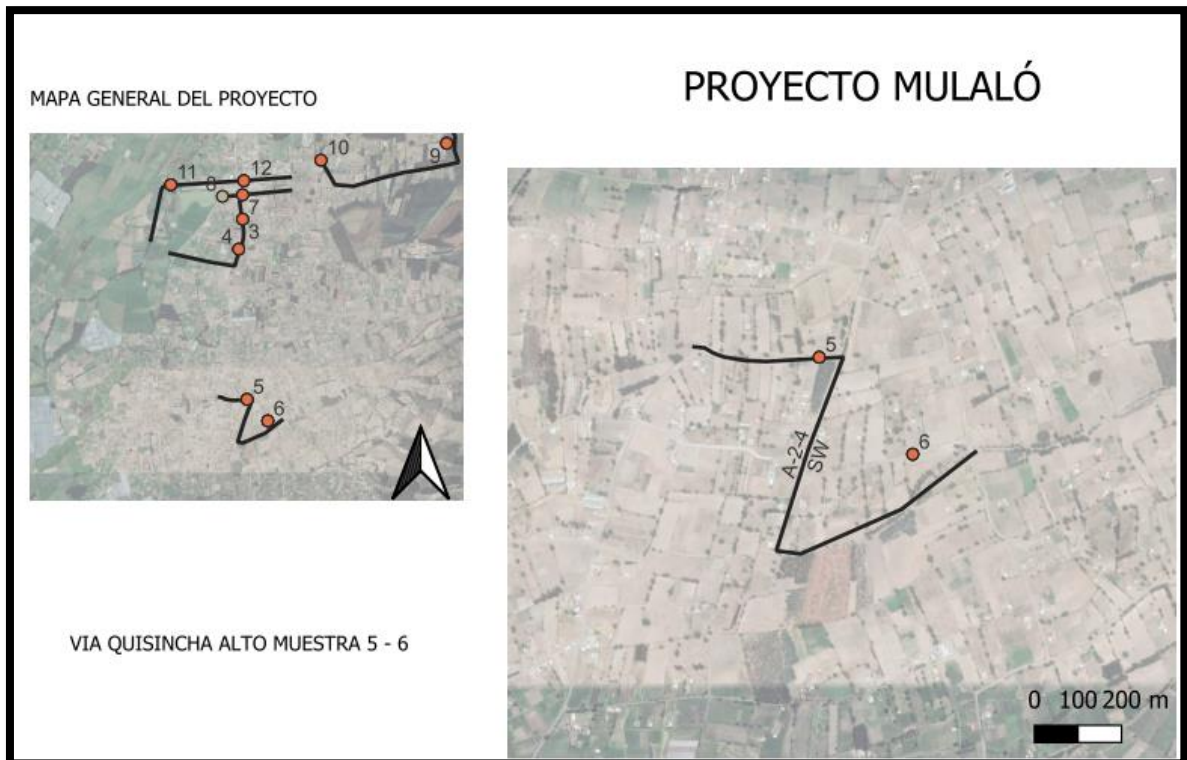 PROYECTO MULALÓ
MAPA GENERAL DEL PROYECTO
10
9
11
12
8
7
3
4
5
6
5
6
A-2-4
SW
VIA QUISINCHA ALTO MUESTRA 5 - 6
0 100 200 m